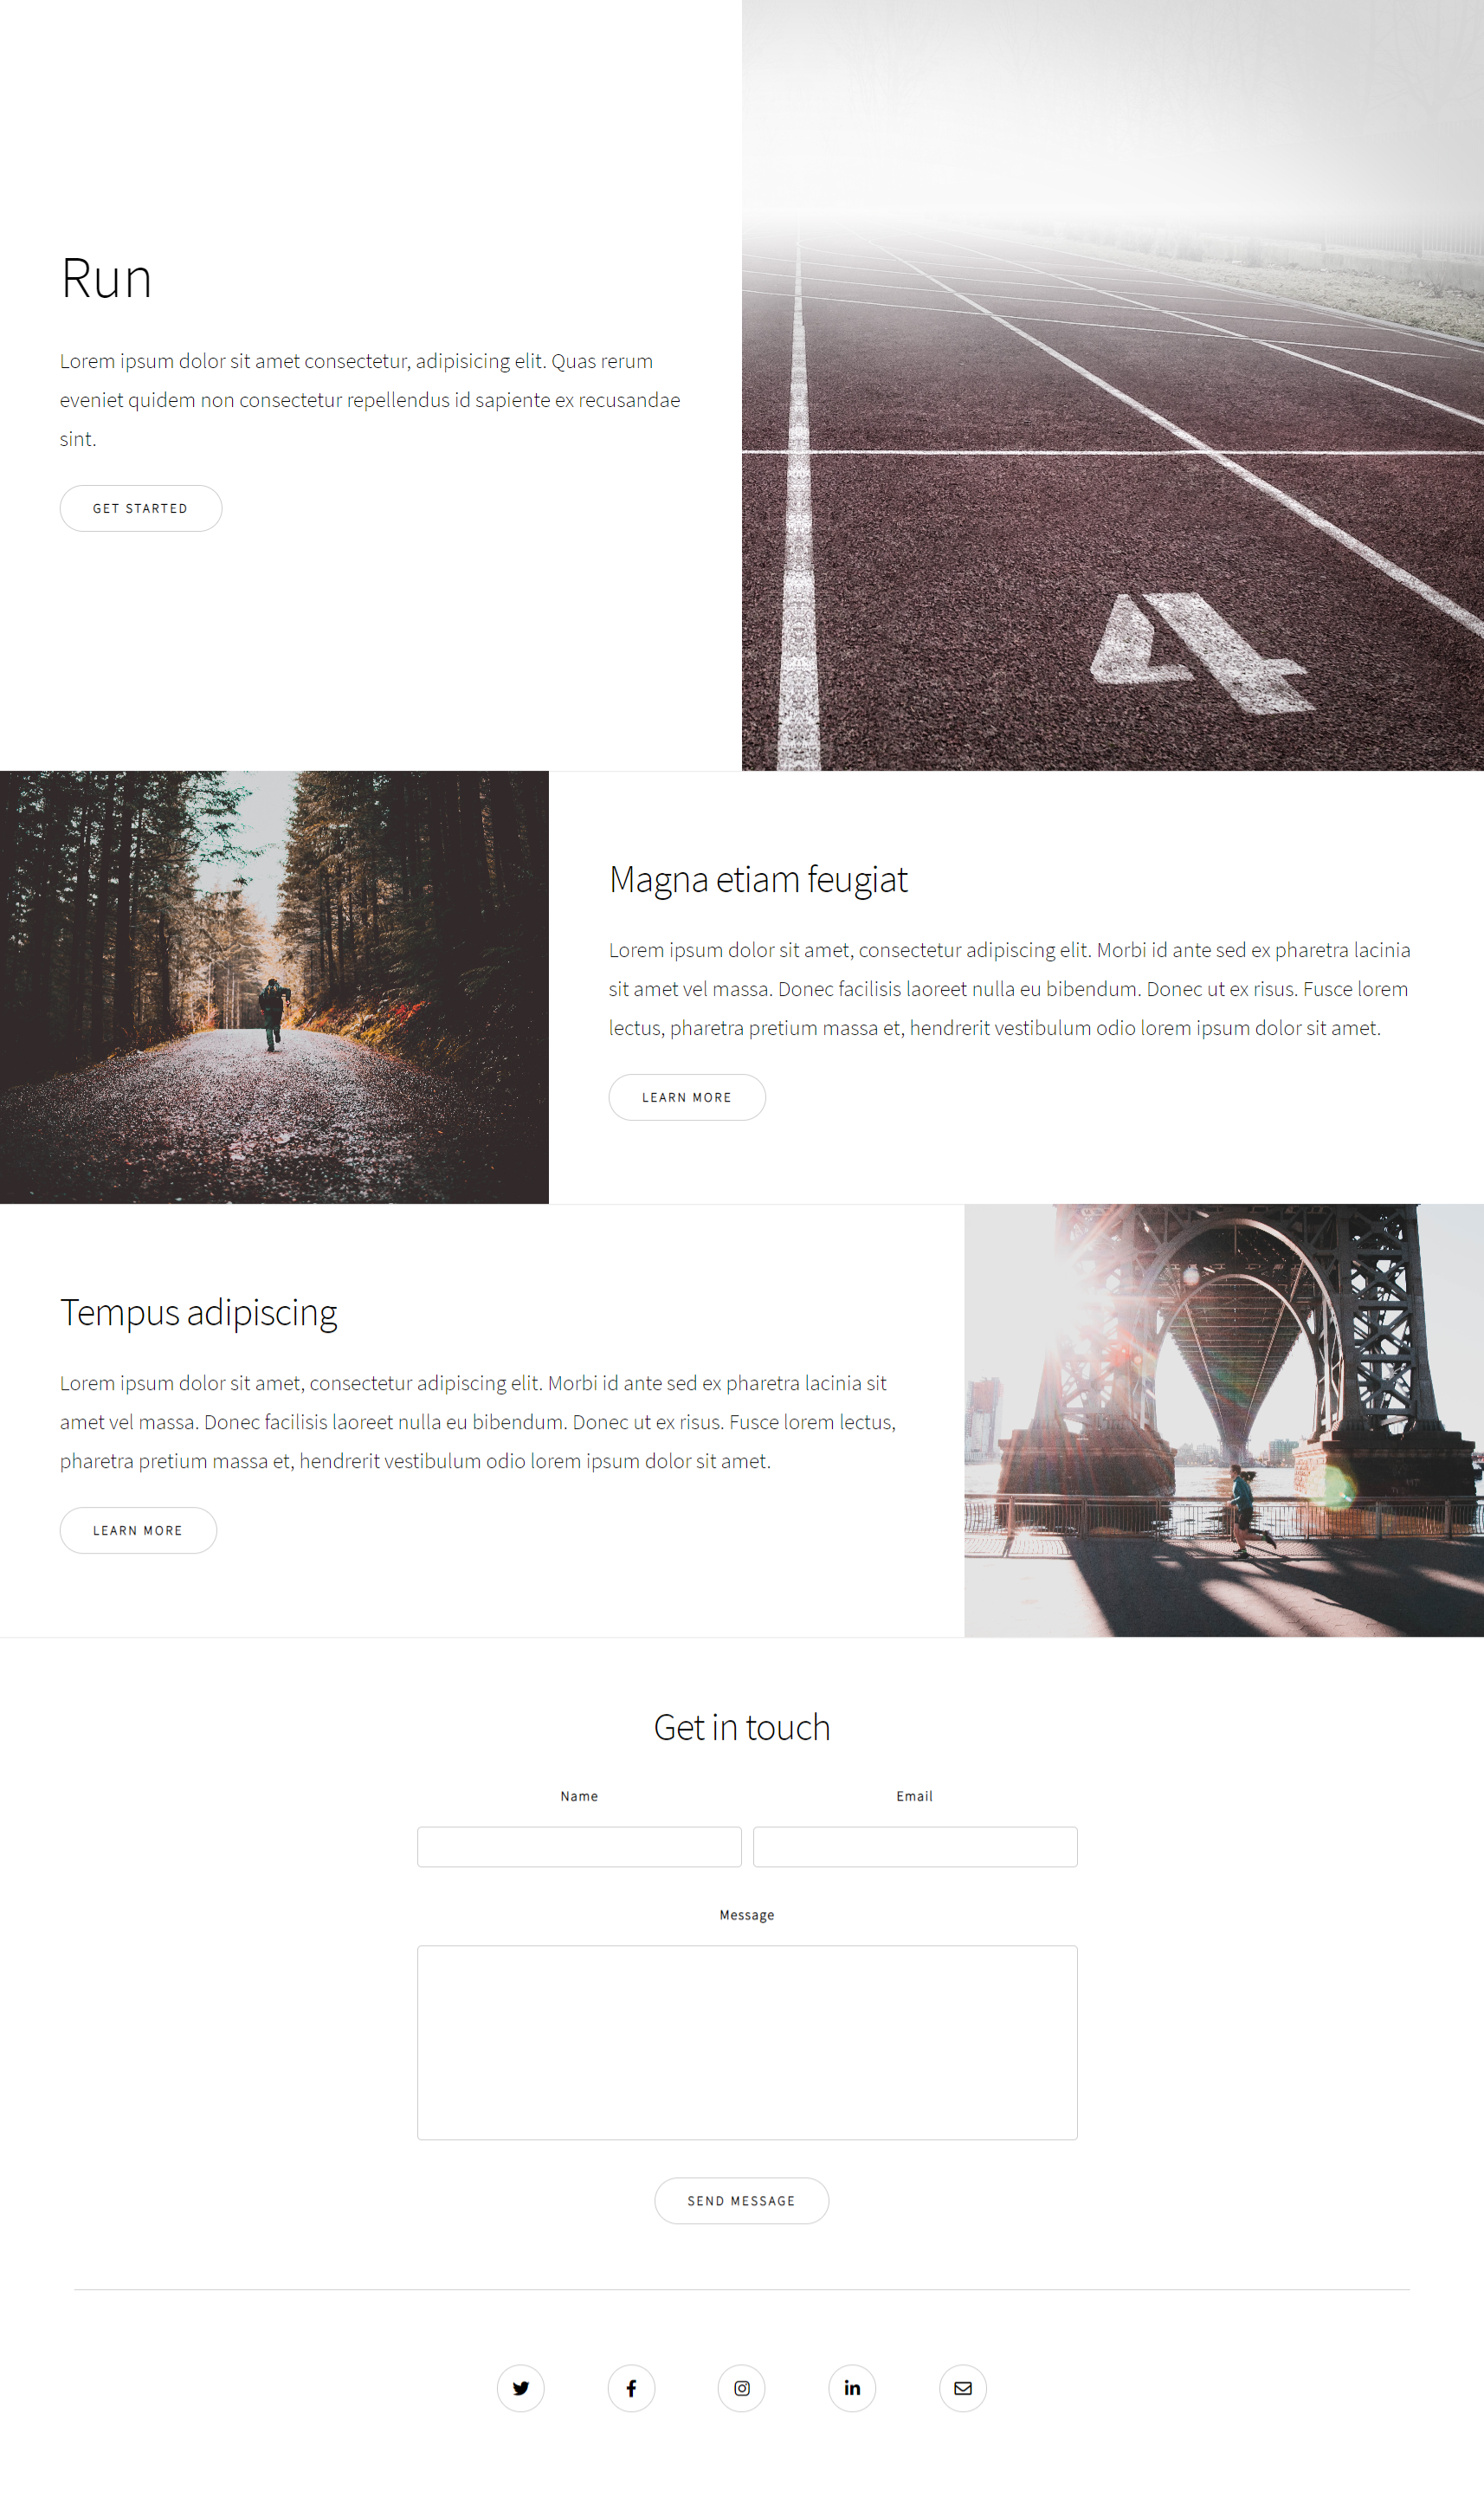 Run
Lorem ipsum dolor sit amet consectetur, adipisicing elit. Quas rerum
eveniet quidem non consectetur repellendus id sapiente ex recusandae
sint.
GET STARTED
4
Magna etiam feugiat
Lorem ipsum dolor sit amet, consectetur adipiscing elit. Morbi id ante sed ex pharetra lacinia
sit amet vel massa. Donec facilisis laoreet nulla eu bibendum. Donec ut ex risus. Fusce lorem
lectus, pharetra pretium massa et, hendrerit vestibulum odio lorem ipsum dolor sit amet.
LEARN MORE
Tempus adipiscing
Lorem ipsum dolor sit amet, consectetur adipiscing elit. Morbi id ante sed ex pharetra lacinia sit
amet vel massa. Donec facilisis laoreet nulla eu bibendum. Donec ut ex risus. Fusce lorem lectus,
pharetra pretium massa et, hendrerit vestibulum odio lorem ipsum dolor sit amet.
LEARN MORE
Get in touch
Name
Email
Message
SEND MESSAGE